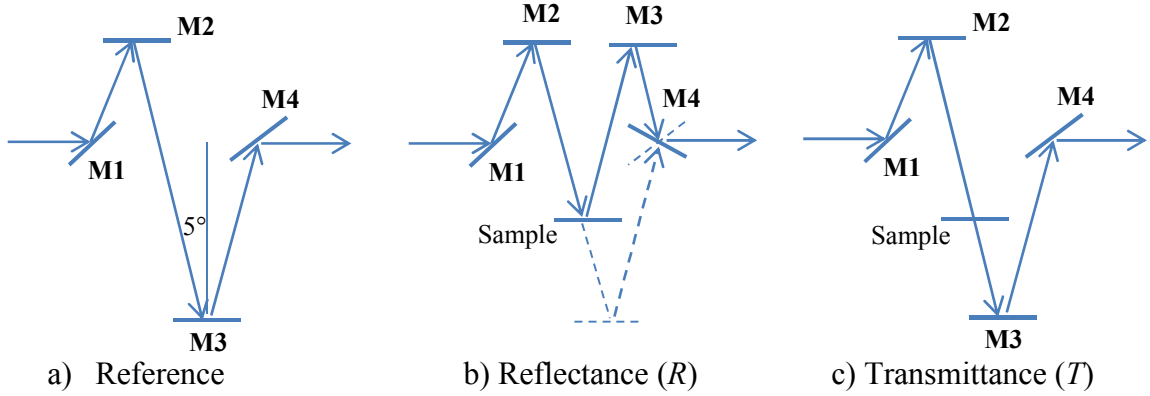 M2
M4
M1
5°
M3
a) Reference
M2
M3
M4
M1
Sample
b) Reflectance (R)
M2
M4
M1
Sample
M3
c) Transmittance (T)